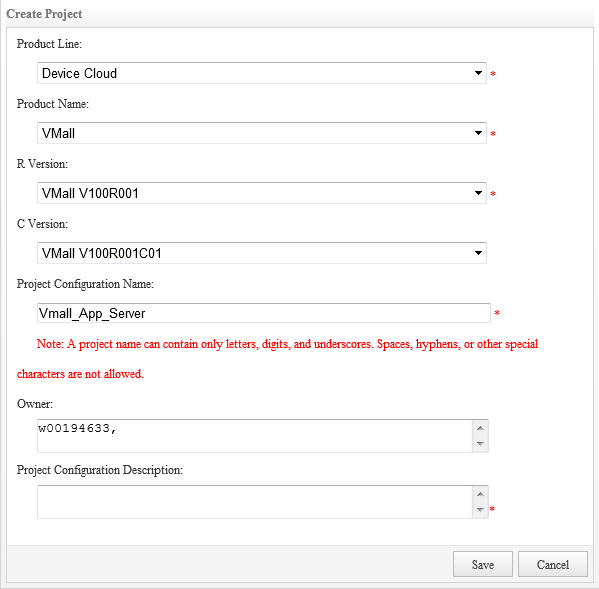 Create Project
Product Line:
Device Cloud *
Product Name:
VMall *
R Version:
VMall V100R001 *
C Version:
VMall V100R001C01
Project Configuration Name:
Vmall_App_Server *
Note: A project name can contain only letters, digits, and underscores. Spaces, hyphens, or other special
characters are not allowed.
Owner:
w00194633,
Project Configuration Description:
*
Save Cancel